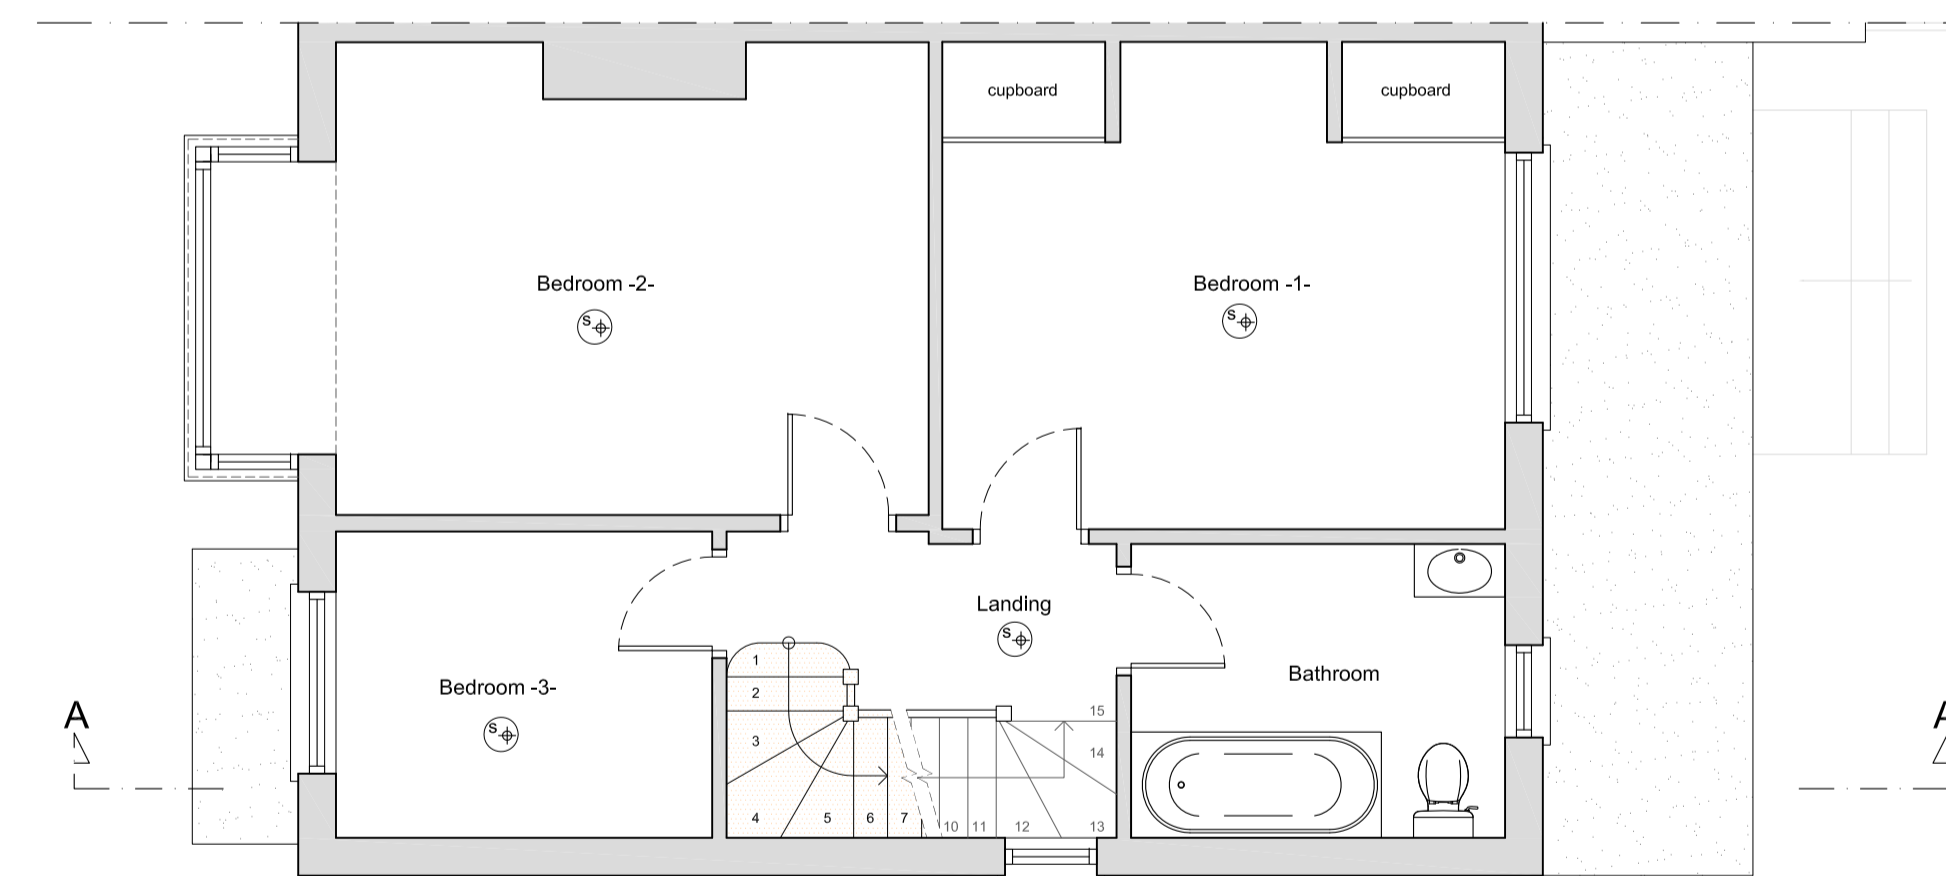 cupboard
cupboard
Bedroom -2-
S
Bedroom -1-
S
Landing
S
Bedroom -3-
S
Bathroom
A
A
1
2
3
4
5
6
7
10
11
12
13
14
15